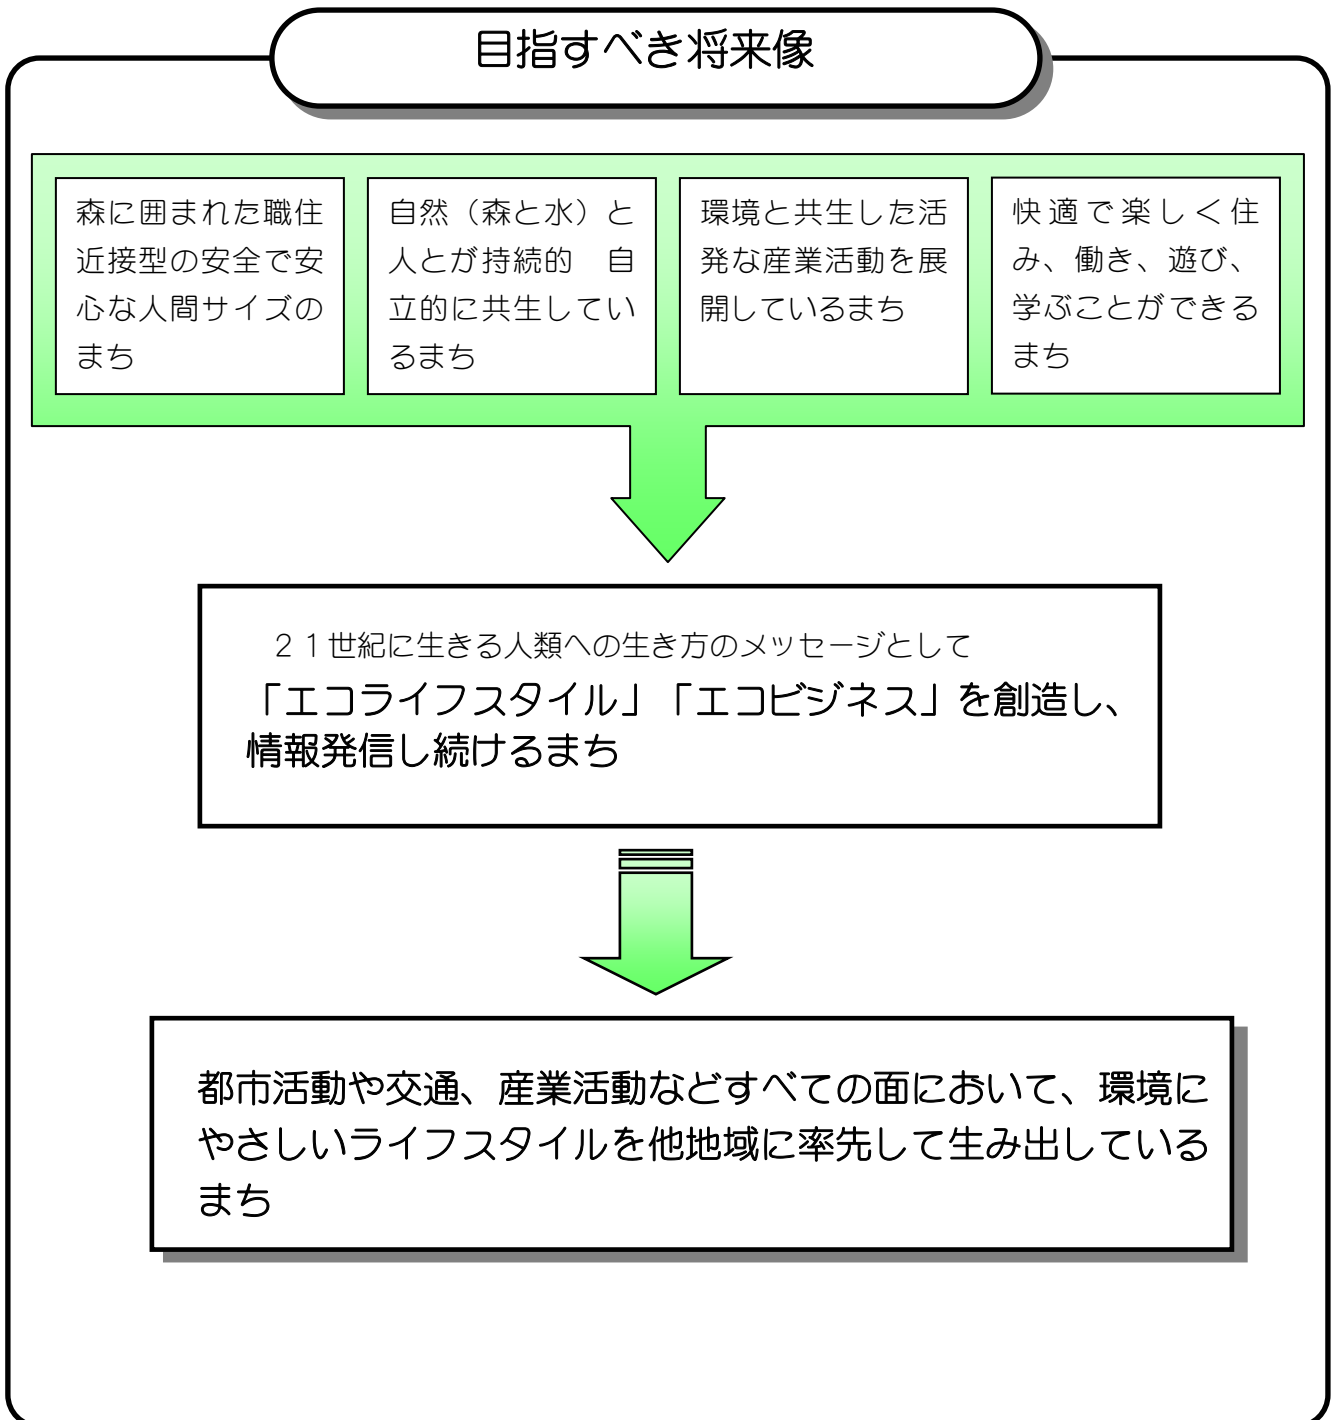 目指すべき将来像
森に囲まれた職住
近接型の安全で安
心な人間サイズの
まち
自然（森と水）と
人とが持続的　自
立的に共生してい
るまち
環境と共生した活
発な産業活動を展
開しているまち
快適で楽しく住
み、働き、遊び、
学ぶことができる
まち
２１世紀に生きる人類への生き方のメッセージとして
「エコライフスタイル」「エコビジネス」を創造し、
情報発信し続けるまち
都市活動や交通、産業活動などすべての面において、環境に
やさしいライフスタイルを他地域に率先して生み出している
まち